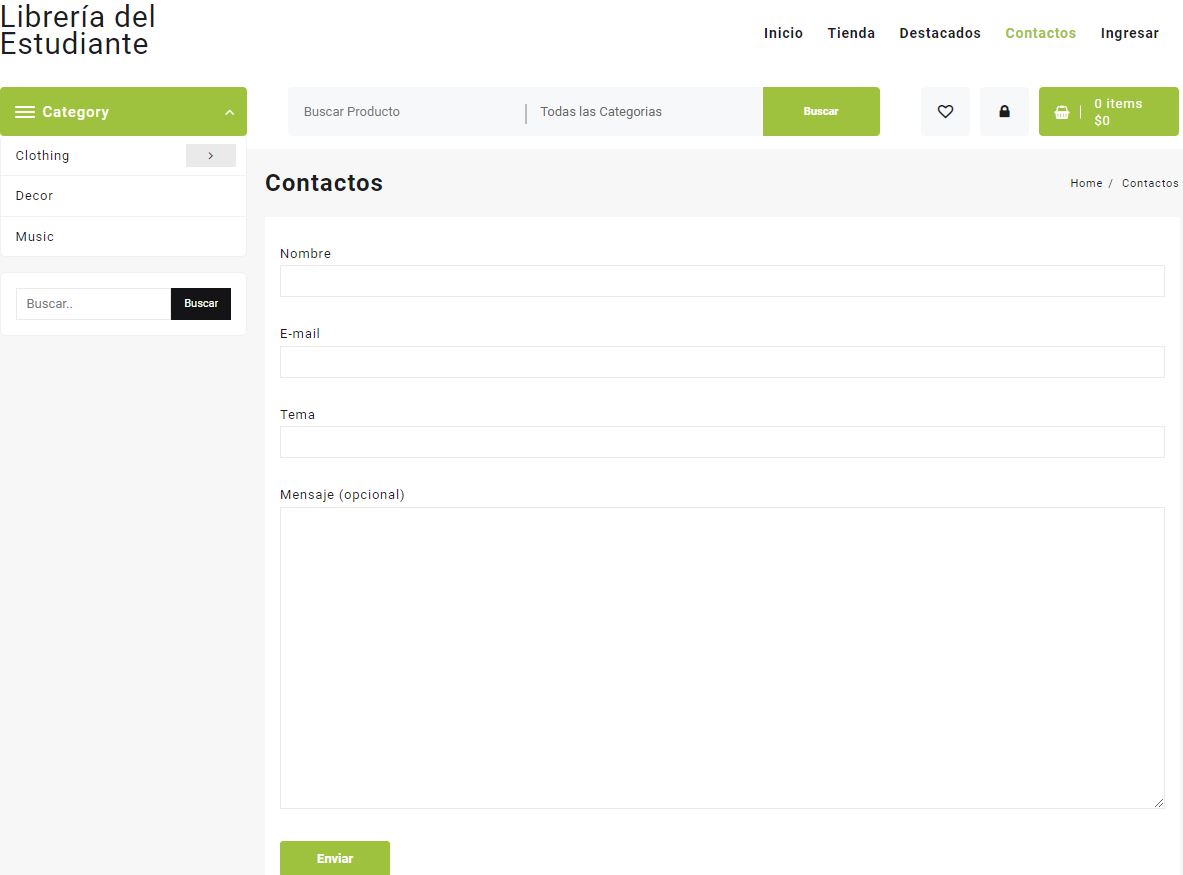 Librería del
Estudiante
Inicio
Tienda
Destacados
Contactos
Ingresar
Category
Buscar Producto
Todas las Categorias
Buscar
0 items
$0
Clothing
Decor
Music
Buscar..
Buscar
Contactos
Home / Contactos
Nombre
E-mail
Tema
Mensaje (opcional)
Enviar